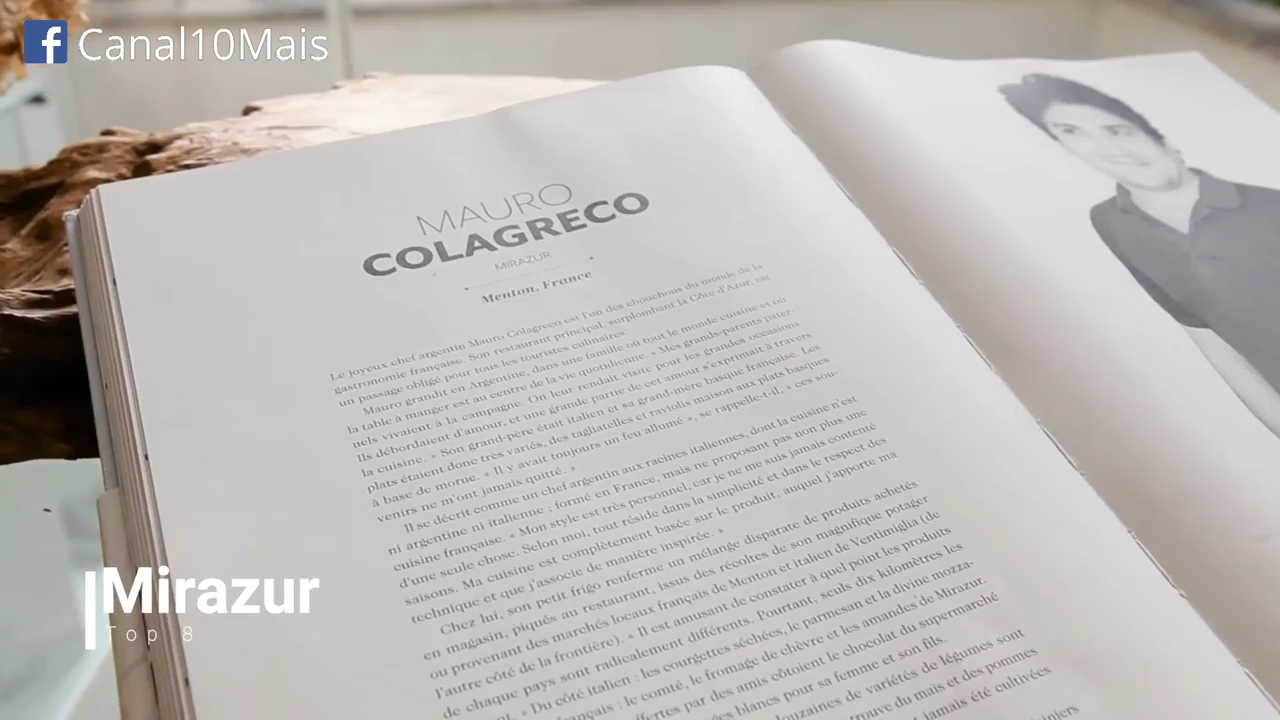 Canal10Mais
MAURO
COLAGRECO
MIRAZUR
Menton, France
Le joyeux chef argentin Mauro Colagreco est l'un des chouchous du monde de la
gastronomie française. Son restaurant principal, surplombant la Côte d'Azur, est
un passage obligé pour tous les touristes culinaires.
Mauro grandit en Argentine, dans une famille où tout le monde cuisine et où
la table à manger est au centre de la vie quotidienne. « Mes grands-parents pater-
nels vivaient à la campagne. On leur rendait visite pour les grandes occasions.
Ils débordaient d'amour, et une grande partie de cet amour s'exprimait à travers
la cuisine. » Son grand-père était italien et sa grand-mère basque française. Les
plats étaient donc très variés, des tagliatelles et raviolis maison aux plats basques
à base de morue. « Il y avait toujours un feu allumé », se rappelle-t-il, « ces sou-
venirs ne m'ont jamais quitté. »
Il se décrit comme un chef argentin aux racines italiennes, dont la cuisine n'est
ni argentine ni italienne ; formé en France, mais ne proposant pas non plus une
cuisine française. « Mon style est très personnel, car je ne me suis jamais contenté
d'une seule chose. Selon moi, tout réside dans la simplicité et dans le respect des
saisons. Ma cuisine est complètement basée sur le produit, auquel j'apporte ma
technique et que j'associe de manière inspirée. »
Chez lui, son petit frigo renferme un mélange disparate de produits achetés
en magasin, piqués au restaurant, issus des récoltes de son magnifique potager
ou provenant des marchés locaux français de Menton et italien de Ventimiglia (de
l'autre côté de la frontière). « Il est amusant de constater à quel point les produits
de chaque pays sont radicalement différents. Pourtant, seuls dix kilomètres les
« Du côté italien : les courgettes séchées, le parmesan et la divine mozza-
français : le comté, le fromage de chèvre et les amandes de Mirazur.
offertes par des amis côtoient le chocolat du supermarché
blancs pour sa femme et son fils.
douzaines de variétés de légumes sont
trouve du maïs et des pommes
jamais été cultivées
Mirazur
Top 8